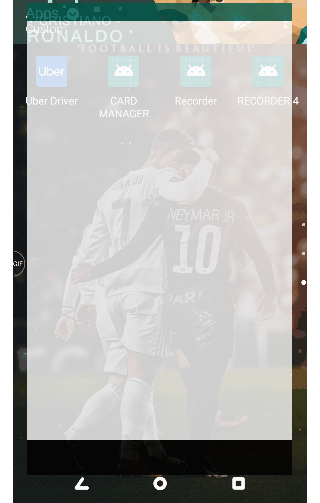 Apps
CRISTIANO
Custom
RONALDO
"FOOTBALL IS BEAUTIFUL"
Uber
Uber Driver
CARD
MANAGER
Recorder
RECORDER 4
7
NEYMAR JR
10
GIF